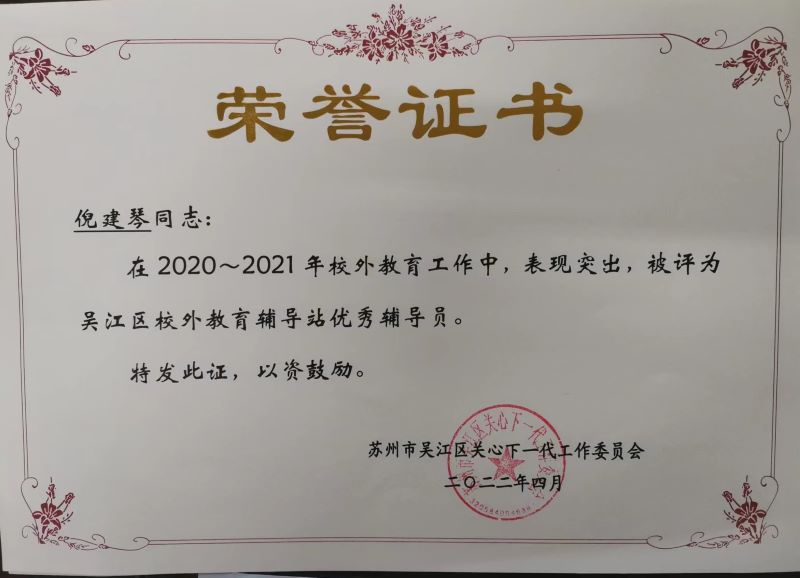 荣誉证书
倪建琴同志：
在2020～2021年校外教育工作中，表现突出，被评为
吴江区校外教育辅导站优秀辅导员。
特发此证，以资鼓励。
苏州市吴江区关心下一代工作委员会
二〇二二年四月